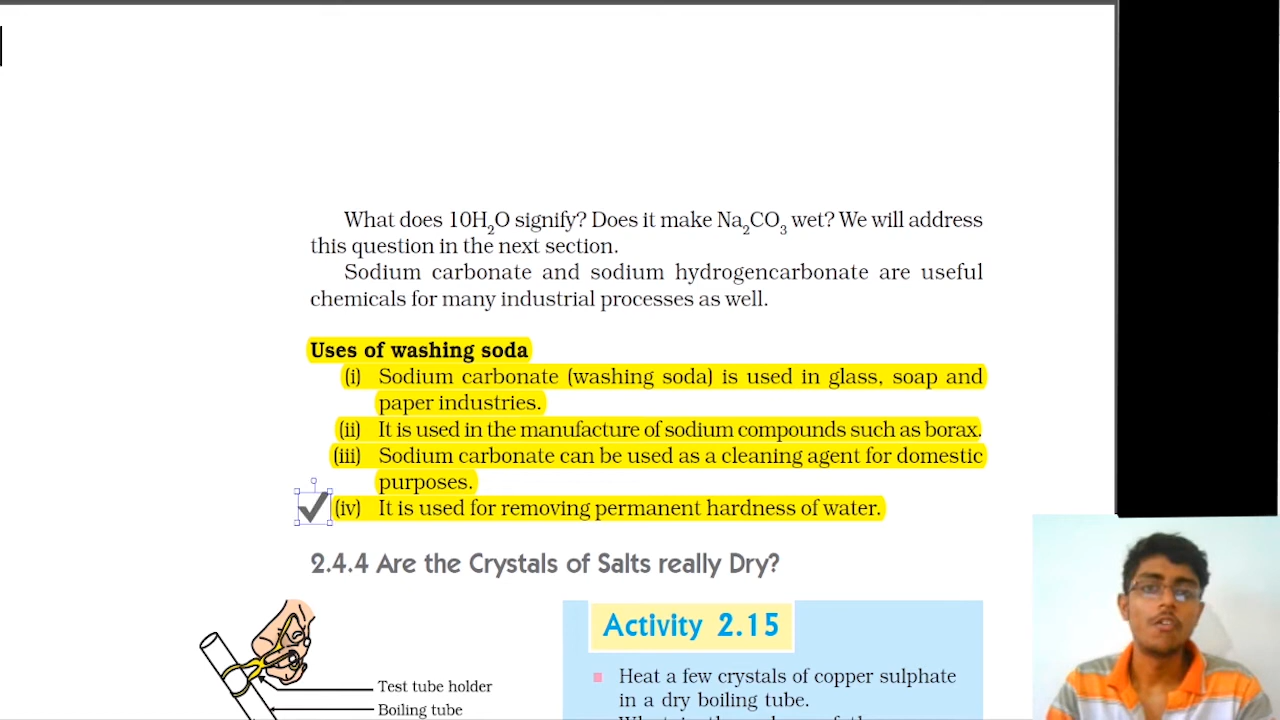 What does 10H₂O signify? Does it make Na₂CO₃ wet? We will address
this question in the next section.
Sodium carbonate and sodium hydrogencarbonate are useful
chemicals for many industrial processes as well.
Uses of washing soda
(i) Sodium carbonate (washing soda) is used in glass, soap and
paper industries.
(ii) It is used in the manufacture of sodium compounds such as borax.
(iii) Sodium carbonate can be used as a cleaning agent for domestic
purposes.
(iv) It is used for removing permanent hardness of water.
2.4.4 Are the Crystals of Salts really Dry?
Test tube holder
Boiling tube
Activity 2.15
Heat a few crystals of copper sulphate
in a dry boiling tube.